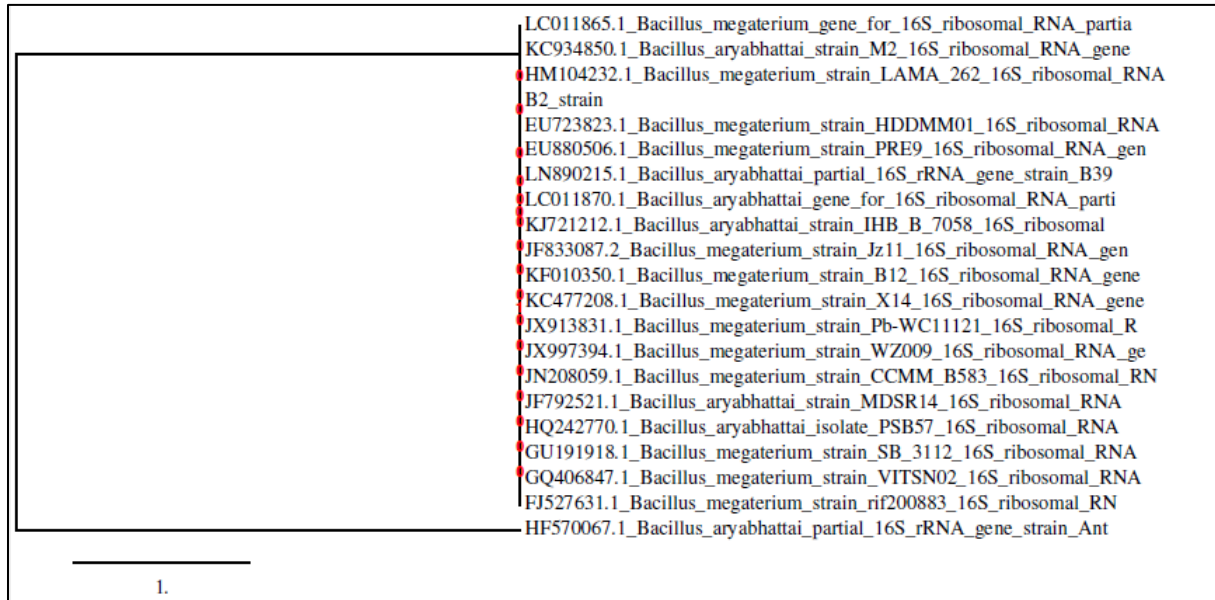 LC011865.1_Bacillus_megaterium_gene_for_16S_ribosomal_RNA_partia
KC934850.1_Bacillus_aryabhattai_strain_M2_16S_ribosomal_RNA_gene
HM104232.1_Bacillus_megaterium_strain_LAMA_262_16S_ribosomal_RNA
B2_strain
EU723823.1_Bacillus_megaterium_strain_HDDMM01_16S_ribosomal_RNA
EU880506.1_Bacillus_megaterium_strain_PRE9_16S_ribosomal_RNA_gen
LN890215.1_Bacillus_aryabhattai_partial_16S_rRNA_gene_strain_B39
LC011870.1_Bacillus_aryabhattai_gene_for_16S_ribosomal_RNA_parti
KJ721212.1_Bacillus_aryabhattai_strain_IHB_B_7058_16S_ribosomal
JF833087.2_Bacillus_megaterium_strain_Jz11_16S_ribosomal_RNA_gen
KF010350.1_Bacillus_megaterium_strain_B12_16S_ribosomal_RNA_gene
KC477208.1_Bacillus_megaterium_strain_X14_16S_ribosomal_RNA_gene
JX913831.1_Bacillus_megaterium_strain_Pb-WC11121_16S_ribosomal_R
JX997394.1_Bacillus_megaterium_strain_WZ009_16S_ribosomal_RNA_ge
JN208059.1_Bacillus_megaterium_strain_CCMM_B583_16S_ribosomal_RN
JF792521.1_Bacillus_aryabhattai_strain_MDSR14_16S_ribosomal_RNA
HQ242770.1_Bacillus_aryabhattai_isolate_PSB57_16S_ribosomal_RNA
GU191918.1_Bacillus_megaterium_strain_SB_3112_16S_ribosomal_RNA
GQ406847.1_Bacillus_megaterium_strain_VITSN02_16S_ribosomal_RNA
FJ527631.1_Bacillus_megaterium_strain_rif200883_16S_ribosomal_RN
HF570067.1_Bacillus_aryabhattai_partial_16S_rRNA_gene_strain_Ant
1.